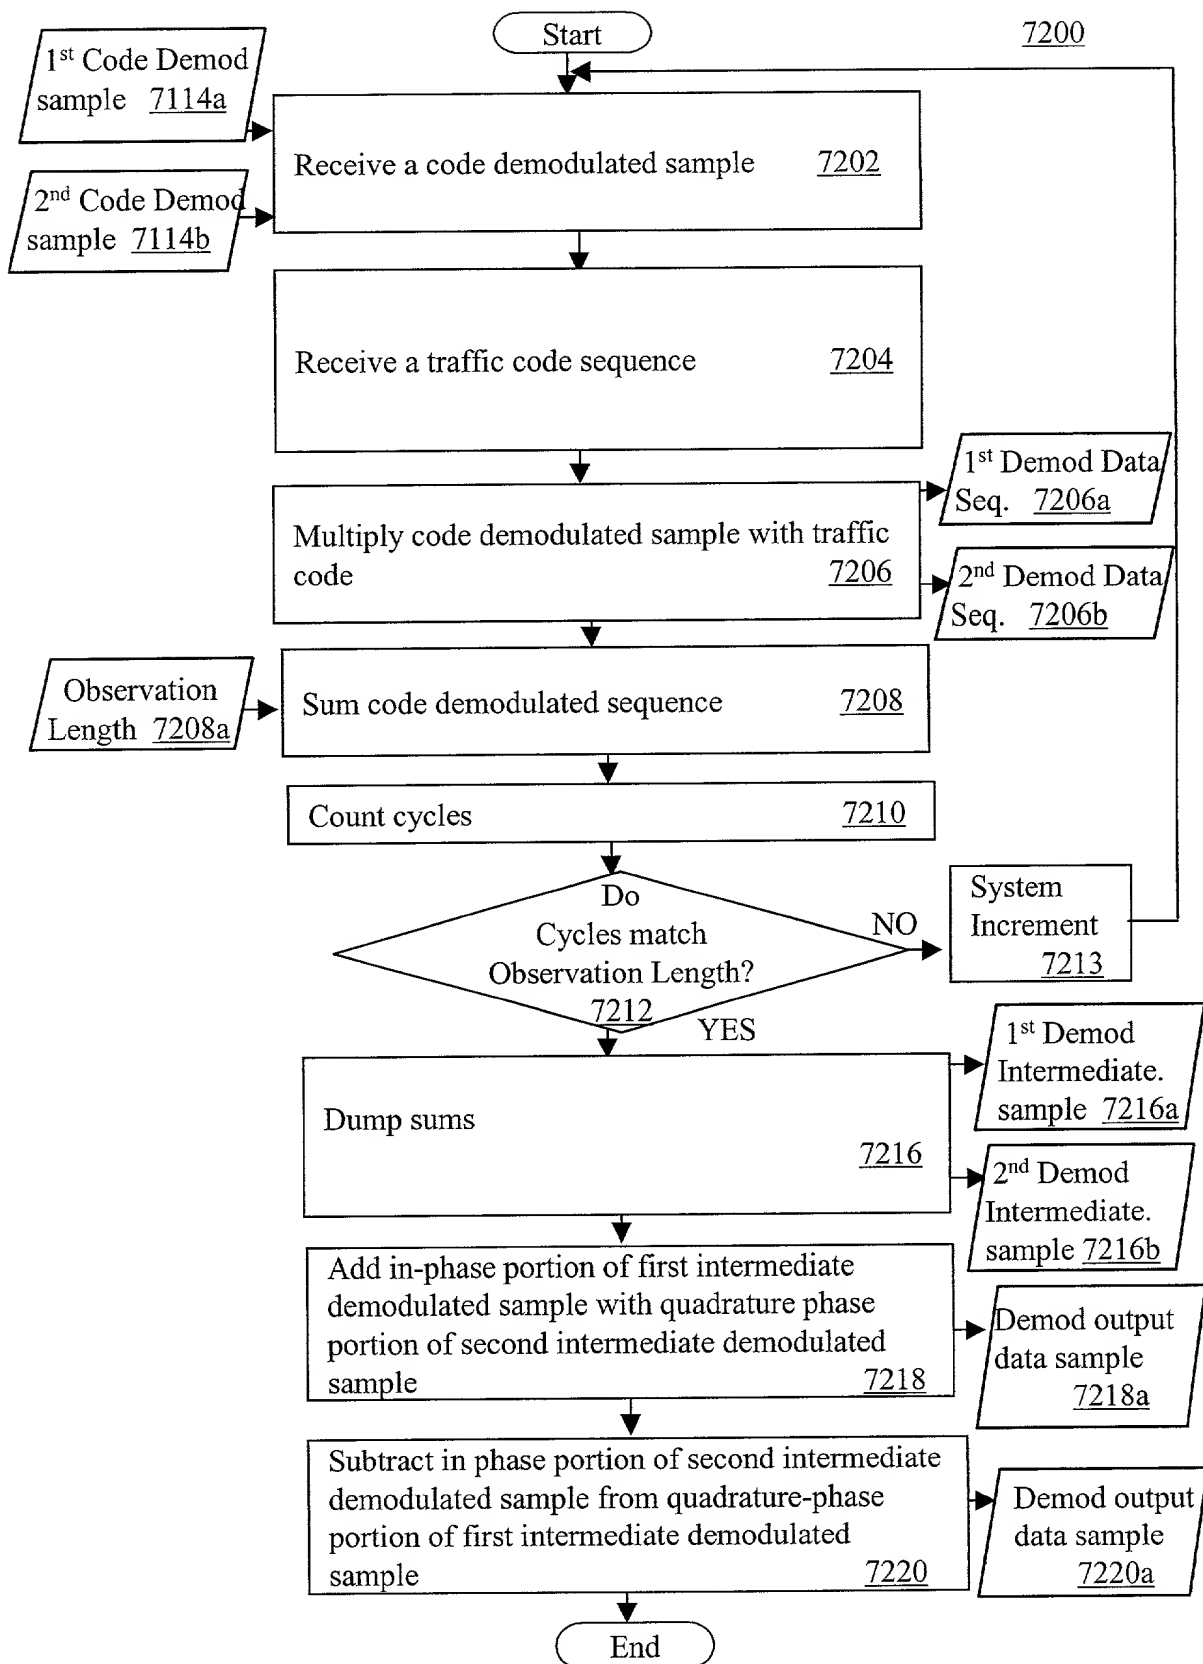 Start
7200
1st Code Demod
sample 7114a
Receive a code demodulated sample 7202
2nd Code Demod
sample 7114b
Receive a traffic code sequence 7204
1st Demod Data
Seq. 7206a
Multiply code demodulated sample with traffic
code 7206
2nd Demod Data
Seq. 7206b
Observation
Length 7208a
Sum code demodulated sequence 7208
Count cycles 7210
Do
Cycles match
Observation Length?
7212
NO
System
Increment
7213
YES
Dump sums
7216
1st Demod
Intermediate.
sample 7216a
2nd Demod
Intermediate.
sample 7216b
Add in-phase portion of first intermediate
demodulated sample with quadrature phase
portion of second intermediate demodulated
sample 7218
Demod output
data sample
7218a
Subtract in phase portion of second intermediate
demodulated sample from quadrature-phase
portion of first intermediate demodulated
sample 7220
Demod output
data sample
7220a
End